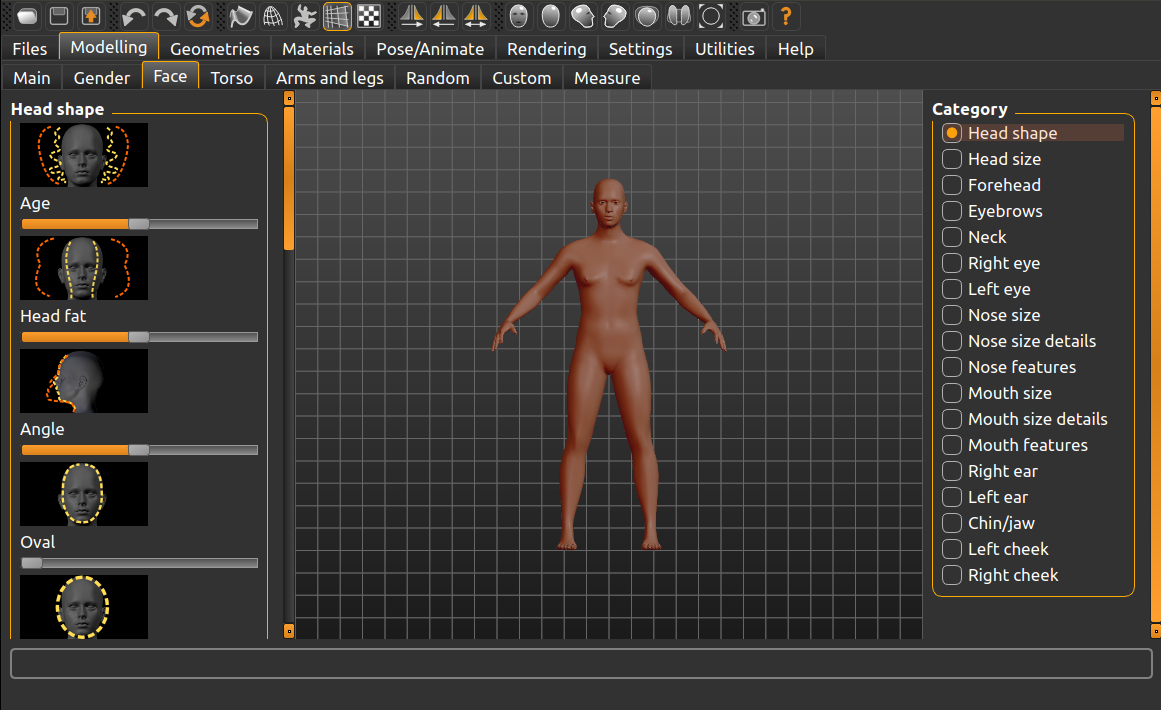 Files Modelling Geometries Materials Pose/Animate Rendering Settings Utilities Help
Main Gender Face Torso Arms and legs Random Custom Measure
Head shape
Age
Head fat
Angle
Oval
Category
Head shape
Head size
Forehead
Eyebrows
Neck
Right eye
Left eye
Nose size
Nose size details
Nose features
Mouth size
Mouth size details
Mouth features
Right ear
Left ear
Chin/jaw
Left cheek
Right cheek